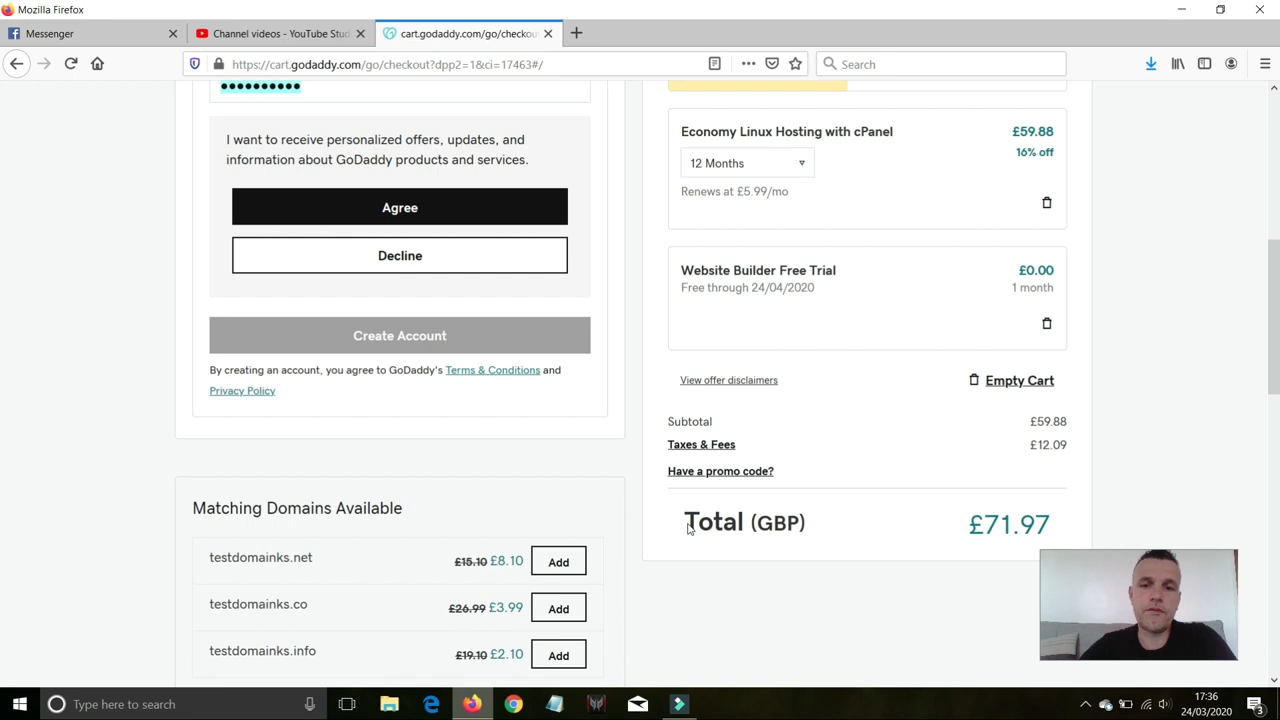 Mozilla Firefox
Messenger
Channel videos - YouTube Stud
cart.godaddy.com/go/checkou
https://cart.godaddy.com/go/checkout?dpp2=1&ci=17463#/
Search
••••••••••
I want to receive personalized offers, updates, and
information about GoDaddy products and services.
Agree
Decline
Create Account
By creating an account, you agree to GoDaddy's Terms & Conditions and
Privacy Policy
Matching Domains Available
testdomainks.net £15.10 £8.10 Add
testdomainks.co £26.99 £3.99 Add
testdomainks.info £19.10 £2.10 Add
Economy Linux Hosting with cPanel £59.88
16% off
12 Months
Renews at £5.99/mo
Website Builder Free Trial £0.00
Free through 24/04/2020 1 month
View offer disclaimers
Empty Cart
Subtotal £59.88
Taxes & Fees £12.09
Have a promo code?
Total (GBP) £71.97
Type here to search
17:36
24/03/2020
3